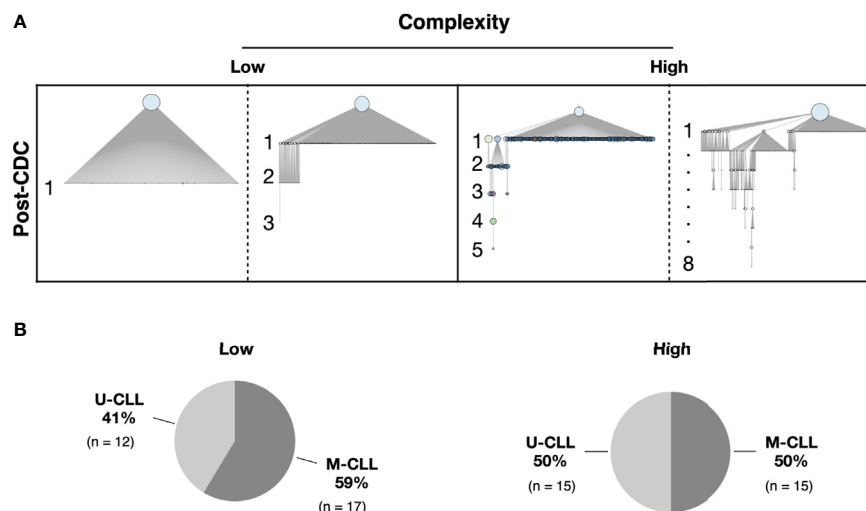 A
Complexity
Low
High
Post-CDC
1
1
2
3
1
2
3
4
5
1
8
B
Low
High
U-CLL
41%
(n = 12)
M-CLL
59%
(n = 17)
U-CLL
50%
(n = 15)
M-CLL
50%
(n = 15)